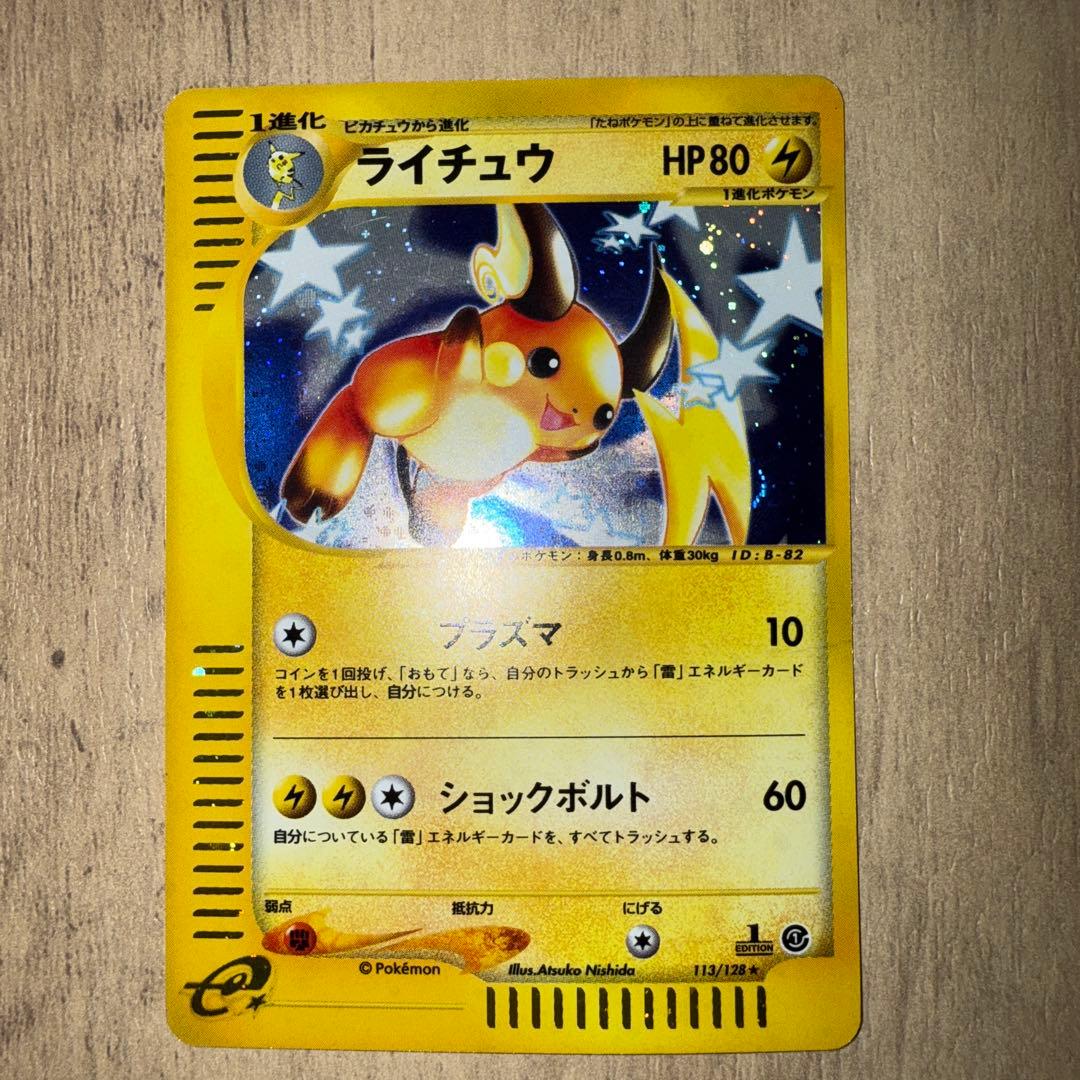 1進化 ピカチュウから進化 「たねポケモン」の上に重ねて進化させます。
ライチュウ HP80
1進化ポケモン
ポケモン：身長0.8m、体重30kg ID：B-82
プラズマ 10
コインを1回投げ、「おもて」なら、自分のトラッシュから「雷」エネルギーカード
を1枚選び出し、自分につける。
ショックボルト 60
自分についている「雷」エネルギーカードを、すべてトラッシュする。
弱点 抵抗力 にげる
1 EDITION
©Pokémon Illus.Atsuko Nishida 113/128★
e